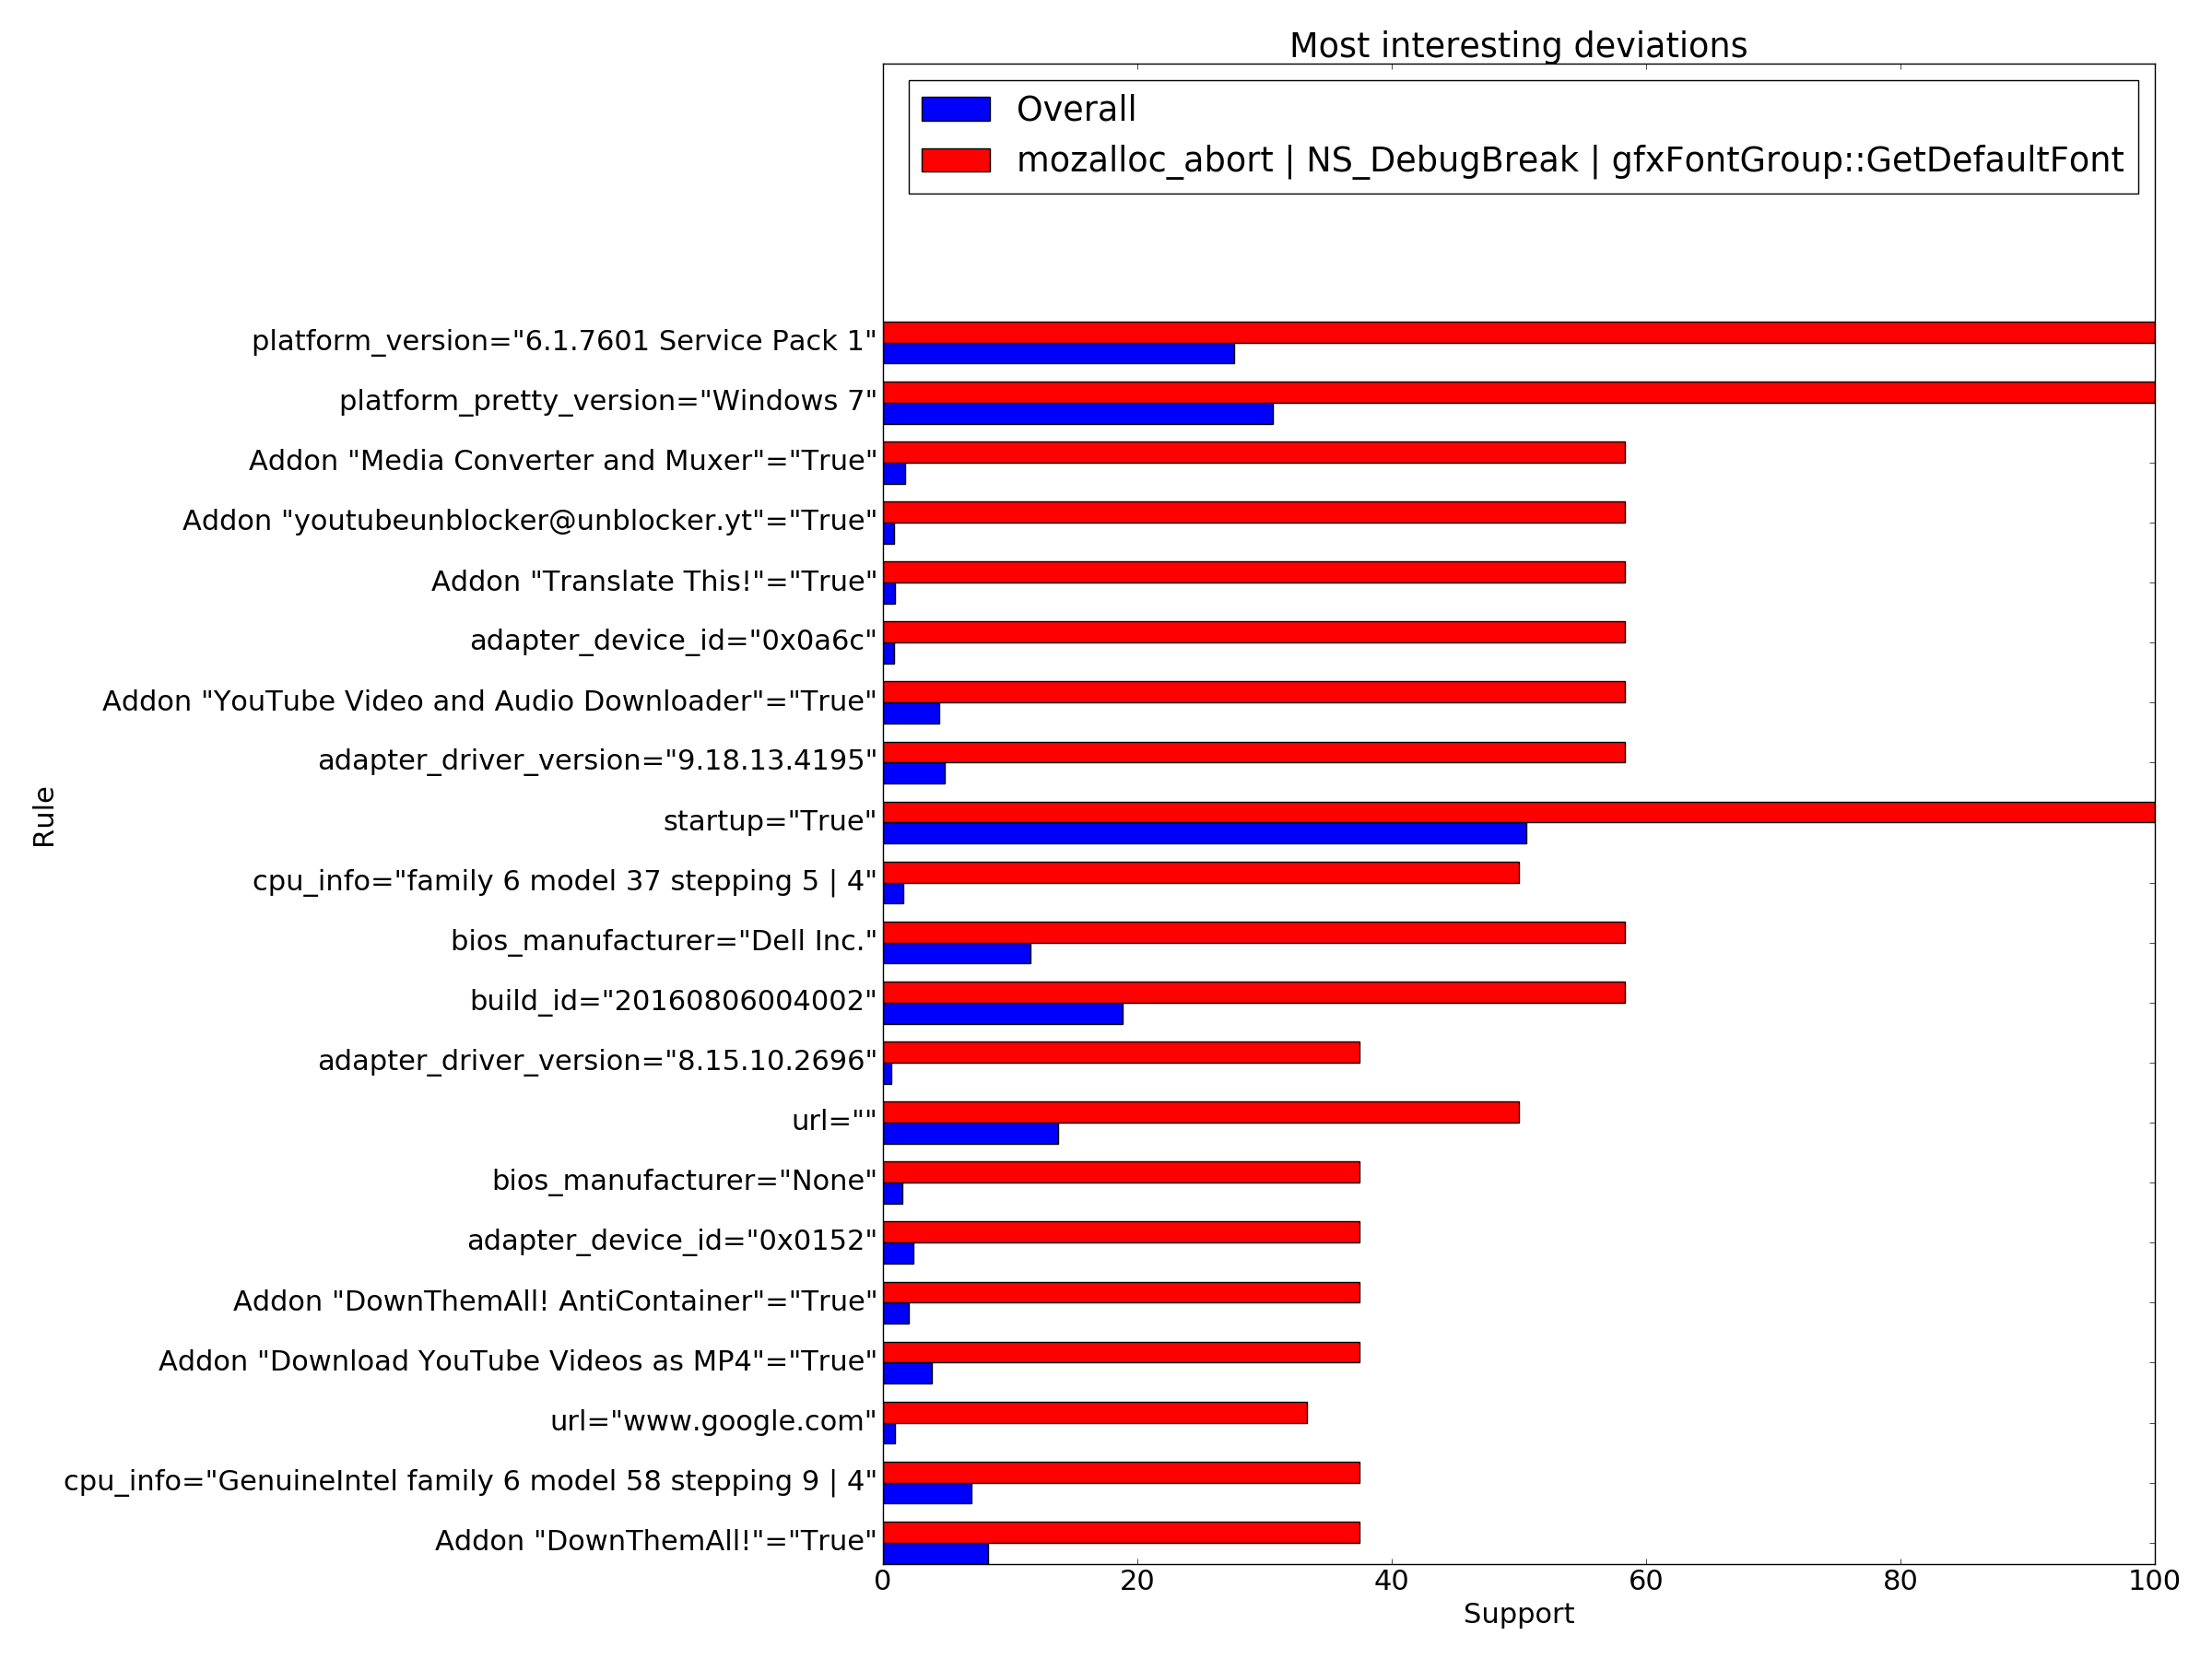 Most interesting deviations
Overall
mozalloc_abort | NS_DebugBreak | gfxFontGroup::GetDefaultFont
platform_version="6.1.7601 Service Pack 1"
platform_pretty_version="Windows 7"
Addon "Media Converter and Muxer"="True"
Addon "youtubeunblocker@unblocker.yt"="True"
Addon "Translate This!"="True"
adapter_device_id="0x0a6c"
Addon "YouTube Video and Audio Downloader"="True"
adapter_driver_version="9.18.13.4195"
startup="True"
cpu_info="family 6 model 37 stepping 5 | 4"
bios_manufacturer="Dell Inc."
build_id="20160806004002"
adapter_driver_version="8.15.10.2696"
url=""
bios_manufacturer="None"
adapter_device_id="0x0152"
Addon "DownThemAll! AntiContainer"="True"
Addon "Download YouTube Videos as MP4"="True"
url="www.google.com"
cpu_info="GenuineIntel family 6 model 58 stepping 9 | 4"
Addon "DownThemAll!"="True"
Rule
0 20 40 60 80 100
Support